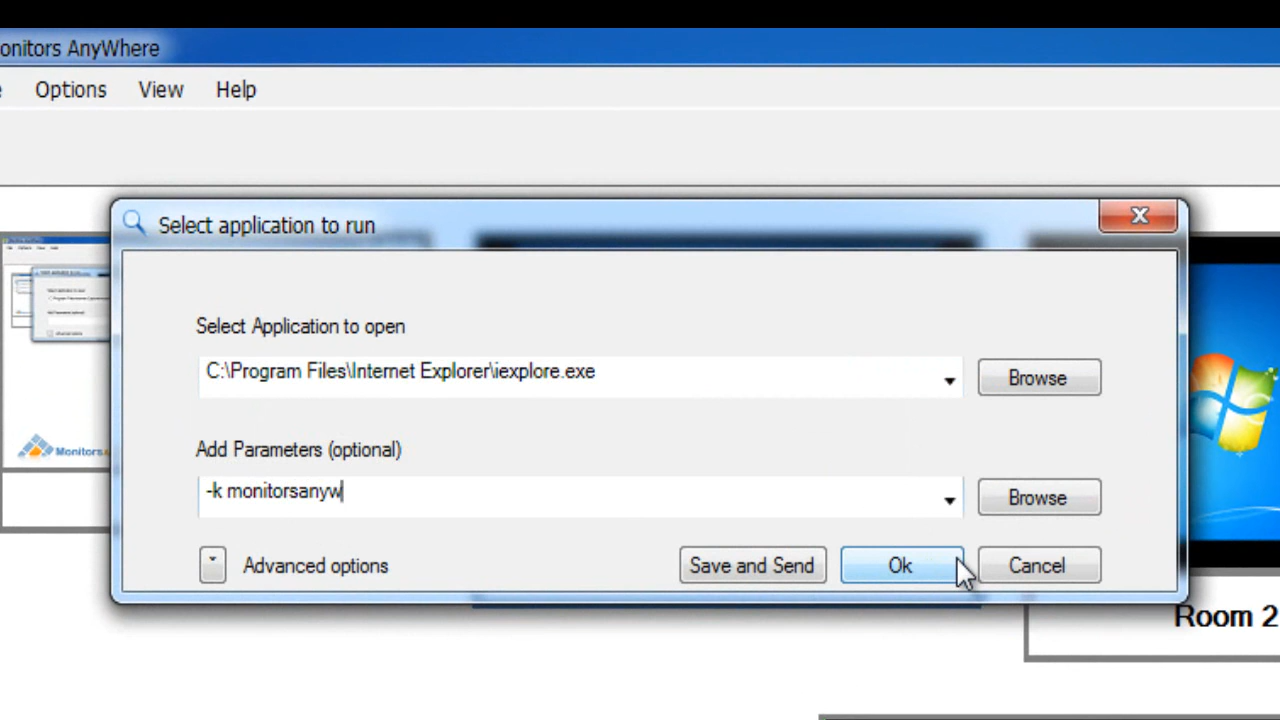 onitors AnyWhere
Options View Help
Select application to run
Select Application to open
C:\Program Files\Internet Explorer\iexplore.exe
Browse
Add Parameters (optional)
-k monitorsanyw
Browse
Advanced options
Save and Send
Ok
Cancel
Monitors
Room 2